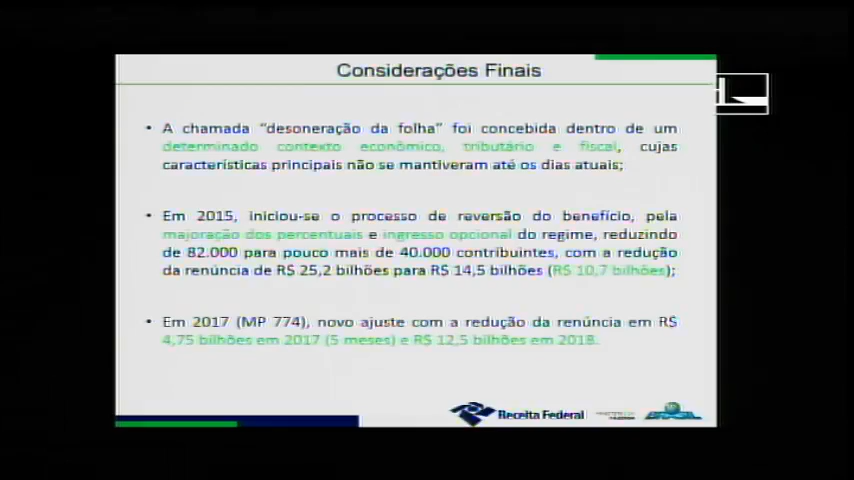 Considerações Finais
• A chamada "desoneração da folha" foi concebida dentro de um
determinado contexto econômico, tributário e fiscal, cujas
características principais não se mantiveram até os dias atuais;
• Em 2015, iniciou-se o processo de reversão do benefício, pela
majoração dos percentuais e ingresso opcional do regime, reduzindo
de 82.000 para pouco mais de 40.000 contribuintes, com a redução
da renúncia de R$ 25,2 bilhões para R$ 14,5 bilhões (R$ 10,7 bilhões);
• Em 2017 (MP 774), novo ajuste com a redução da renúncia em R$
4,75 bilhões em 2017 (5 meses) e R$ 12,5 bilhões em 2018.
Receita Federal